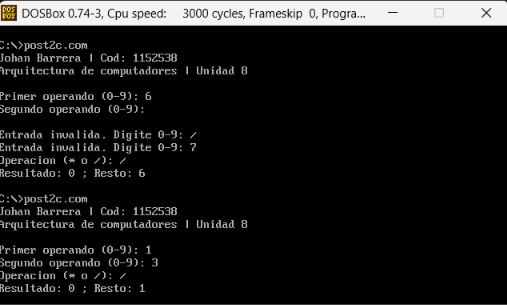 DOSBox 0.74-3, Cpu speed:    3000 cycles, Frameskip  0, Progra...
C:\>post2c.com
Johan Barrera | Cod: 1152538
Arquitectura de computadores | Unidad 8
Primer operando (0-9): 6
Segundo operando (0-9):
Entrada invalida. Digite 0-9: /
Entrada invalida. Digite 0-9: 7
Operacion (* o /): /
Resultado: 0 ; Resto: 6
C:\>post2c.com
Johan Barrera | Cod: 1152538
Arquitectura de computadores | Unidad 8
Primer operando (0-9): 1
Segundo operando (0-9): 3
Operacion (* o /): /
Resultado: 0 ; Resto: 1